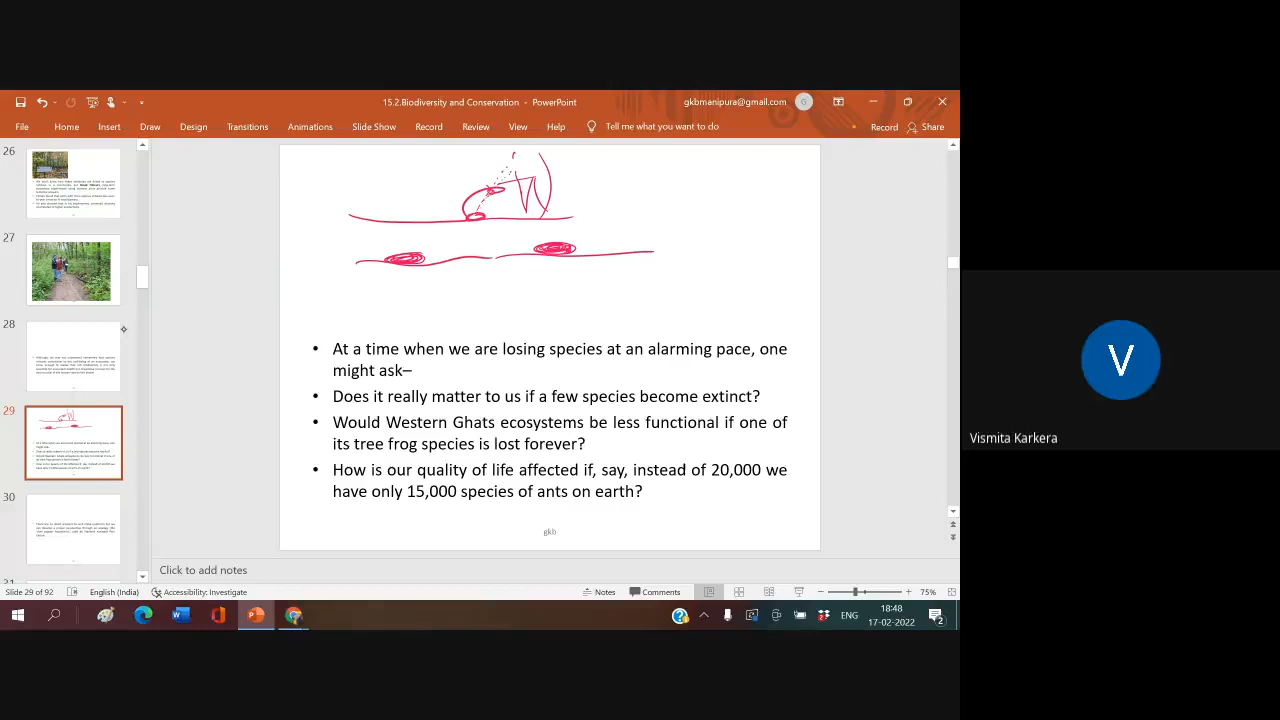 15.2.Biodiversity and Conservation - PowerPoint
gkbmanipura@gmail.com
G
File Home Insert Draw Design Transitions Animations Slide Show Record Review View Help Tell me what you want to do
Record Share
26
27
28
29
30
• At a time when we are losing species at an alarming pace, one
might ask–
• Does it really matter to us if a few species become extinct?
• Would Western Ghats ecosystems be less functional if one of
its tree frog species is lost forever?
• How is our quality of life affected if, say, instead of 20,000 we
have only 15,000 species of ants on earth?
gkb
Click to add notes
Slide 29 of 92 English (India) Accessibility: Investigate Notes Comments 75%
ENG
18:48
17-02-2022
2
V
Vismita Karkera